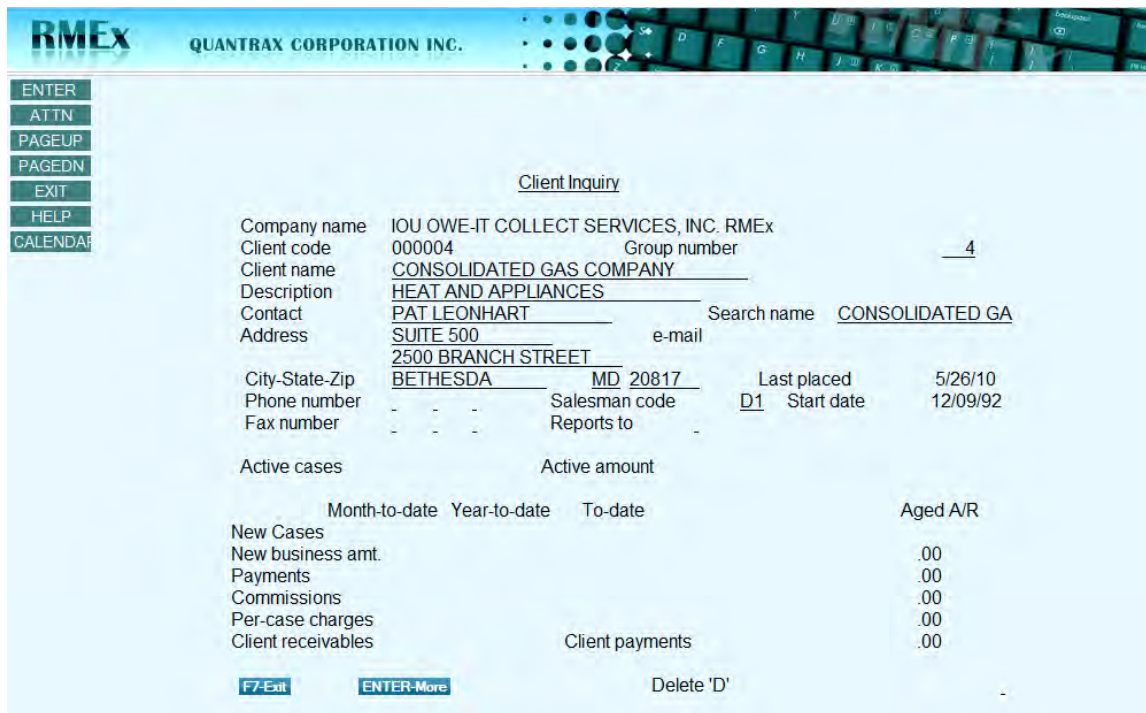 RMEx
QUANTRAX CORPORATION INC.
ENTER
ATTN
PAGEUP
PAGEDN
EXIT
HELP
CALENDAR
Client Inquiry
Company name IOU OWE-IT COLLECT SERVICES, INC. RMEx
Client code 000004 Group number 4
Client name CONSOLIDATED GAS COMPANY
Description HEAT AND APPLIANCES
Contact PAT LEONHART Search name CONSOLIDATED GA
Address SUITE 500 e-mail
2500 BRANCH STREET
City-State-Zip BETHESDA MD 20817 Last placed 5/26/10
Phone number - - - Salesman code D1 Start date 12/09/92
Fax number - - - Reports to -
Active cases Active amount
Month-to-date Year-to-date To-date Aged A/R
New Cases
New business amt. .00
Payments .00
Commissions .00
Per-case charges .00
Client receivables Client payments .00
F7-Exit ENTER-More Delete 'D' -